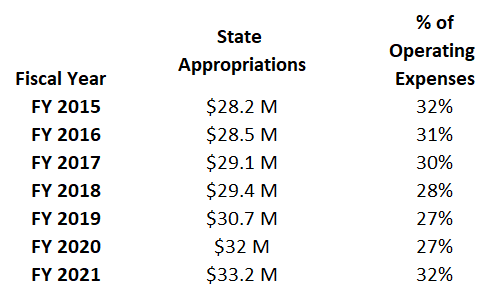 Fiscal Year State Appropriations % of Operating Expenses
FY 2015 $28.2 M 32%
FY 2016 $28.5 M 31%
FY 2017 $29.1 M 30%
FY 2018 $29.4 M 28%
FY 2019 $30.7 M 27%
FY 2020 $32 M 27%
FY 2021 $33.2 M 32%